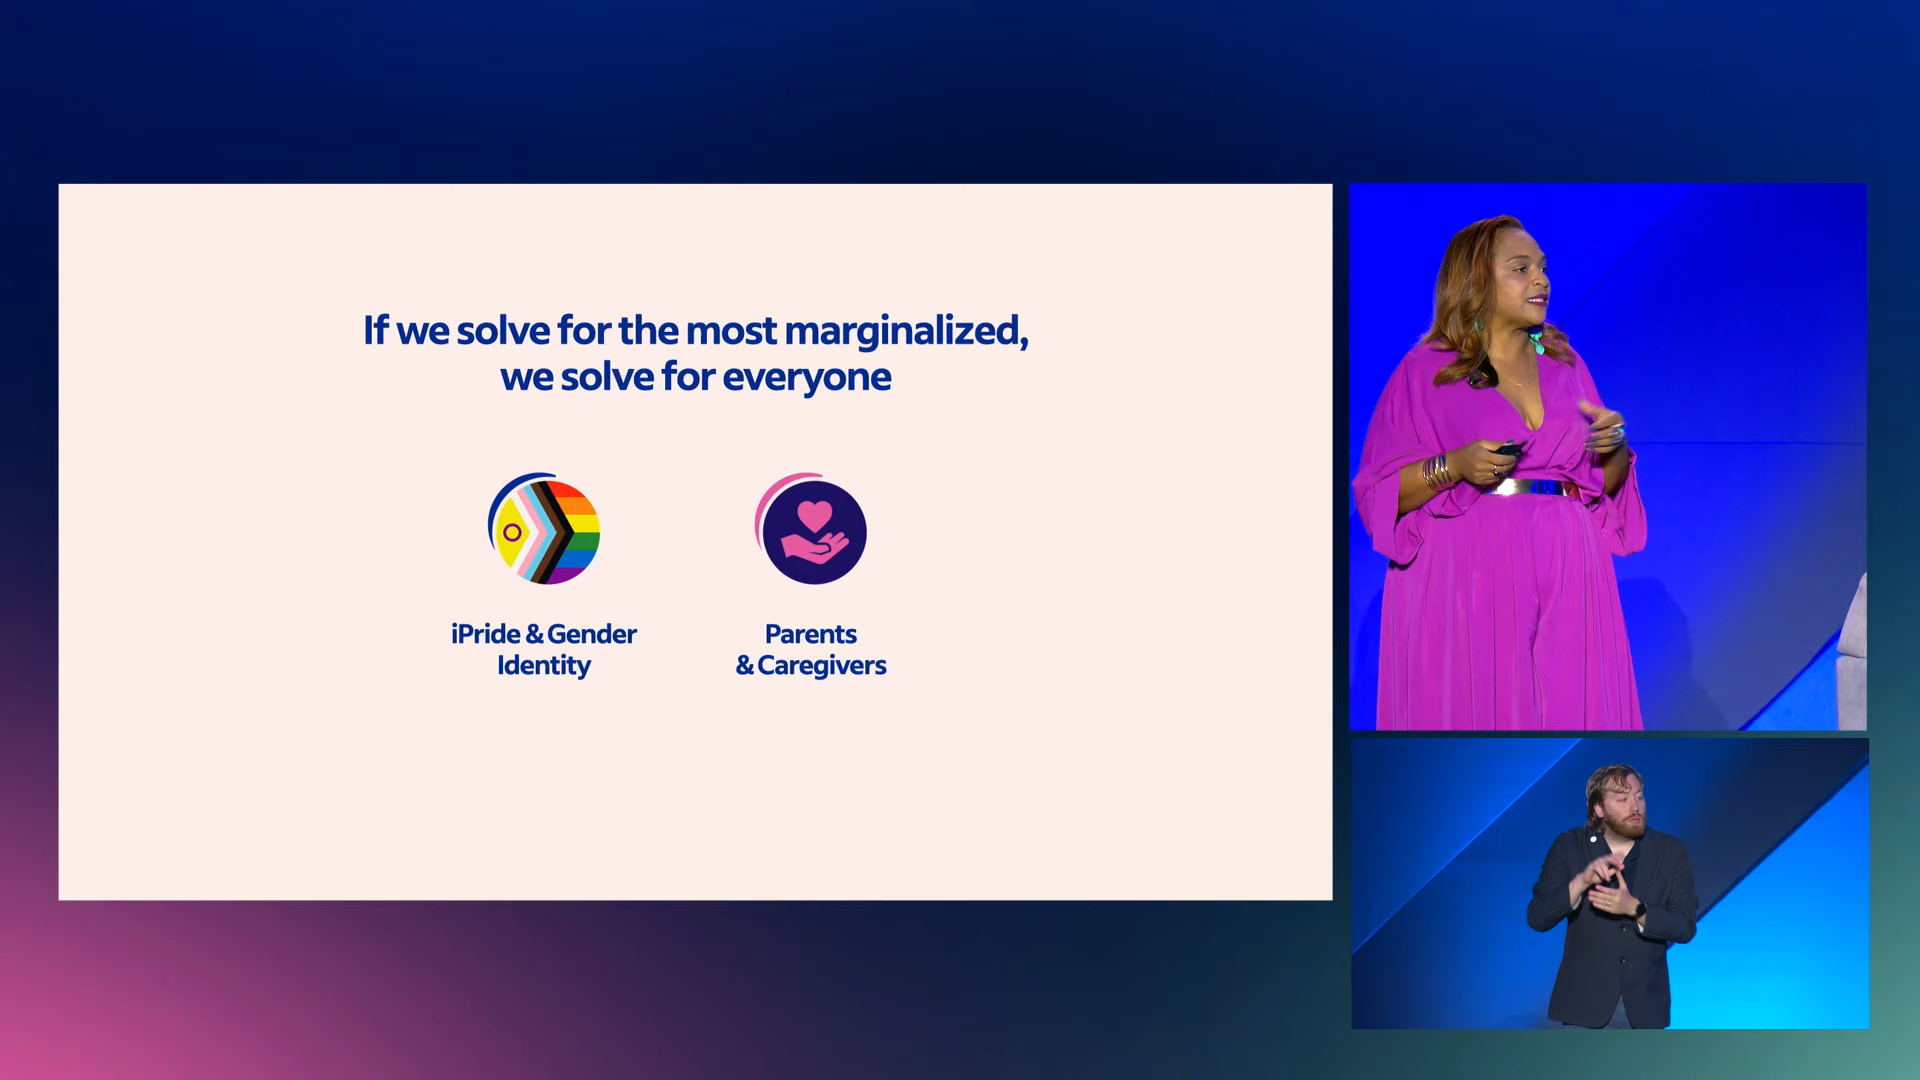 If we solve for the most marginalized,
we solve for everyone
iPride & Gender
Identity
Parents
& Caregivers